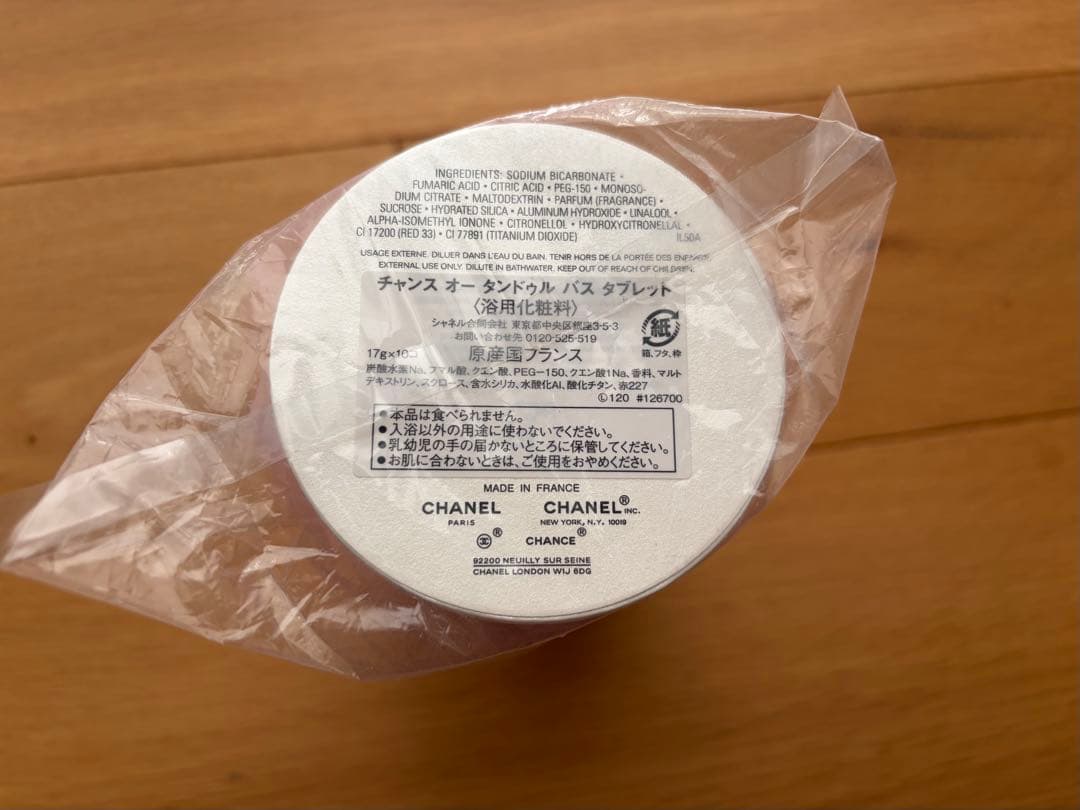 INGREDIENTS: SODIUM BICARBONATE •
FUMARIC ACID • CITRIC ACID • PEG-150 • MONOSO-
DIUM CITRATE • MALTODEXTRIN • PARFUM (FRAGRANCE) •
SUCROSE • HYDRATED SILICA • ALUMINUM HYDROXIDE • LINALOOL •
ALPHA-ISOMETHYL IONONE • CITRONELLOL • HYDROXYCITRONELLAL •
CI 17200 (RED 33) • CI 77891 (TITANIUM DIOXIDE) IL50A
USAGE EXTERNE. DILUER DANS L'EAU DU BAIN. TENIR HORS DE LA PORTÉE DES ENFANTS.
EXTERNAL USE ONLY. DILUTE IN BATHWATER. KEEP OUT OF REACH OF CHILDREN.
チャンス オー タンドゥル バス タブレット
〈浴用化粧料〉
シャネル合同会社 東京都中央区銀座3-5-3
お問い合わせ先 0120-525-519
紙
箱、フタ、枠
17g×10コ 原産国フランス
炭酸水素Na、フマル酸、クエン酸、PEG-150、クエン酸1Na、香料、マルト
デキストリン、スクロース、含水シリカ、水酸化Al、酸化チタン、赤227
Ⓛ120 #126700
●本品は食べられません。
●入浴以外の用途に使わないでください。
●乳幼児の手の届かないところに保管してください。
●お肌に合わないときは、ご使用をおやめください。
MADE IN FRANCE
CHANEL CHANEL® INC.
PARIS NEW YORK, N.Y. 10019
® CHANCE®
92200 NEUILLY SUR SEINE
CHANEL LONDON W1J 6DG